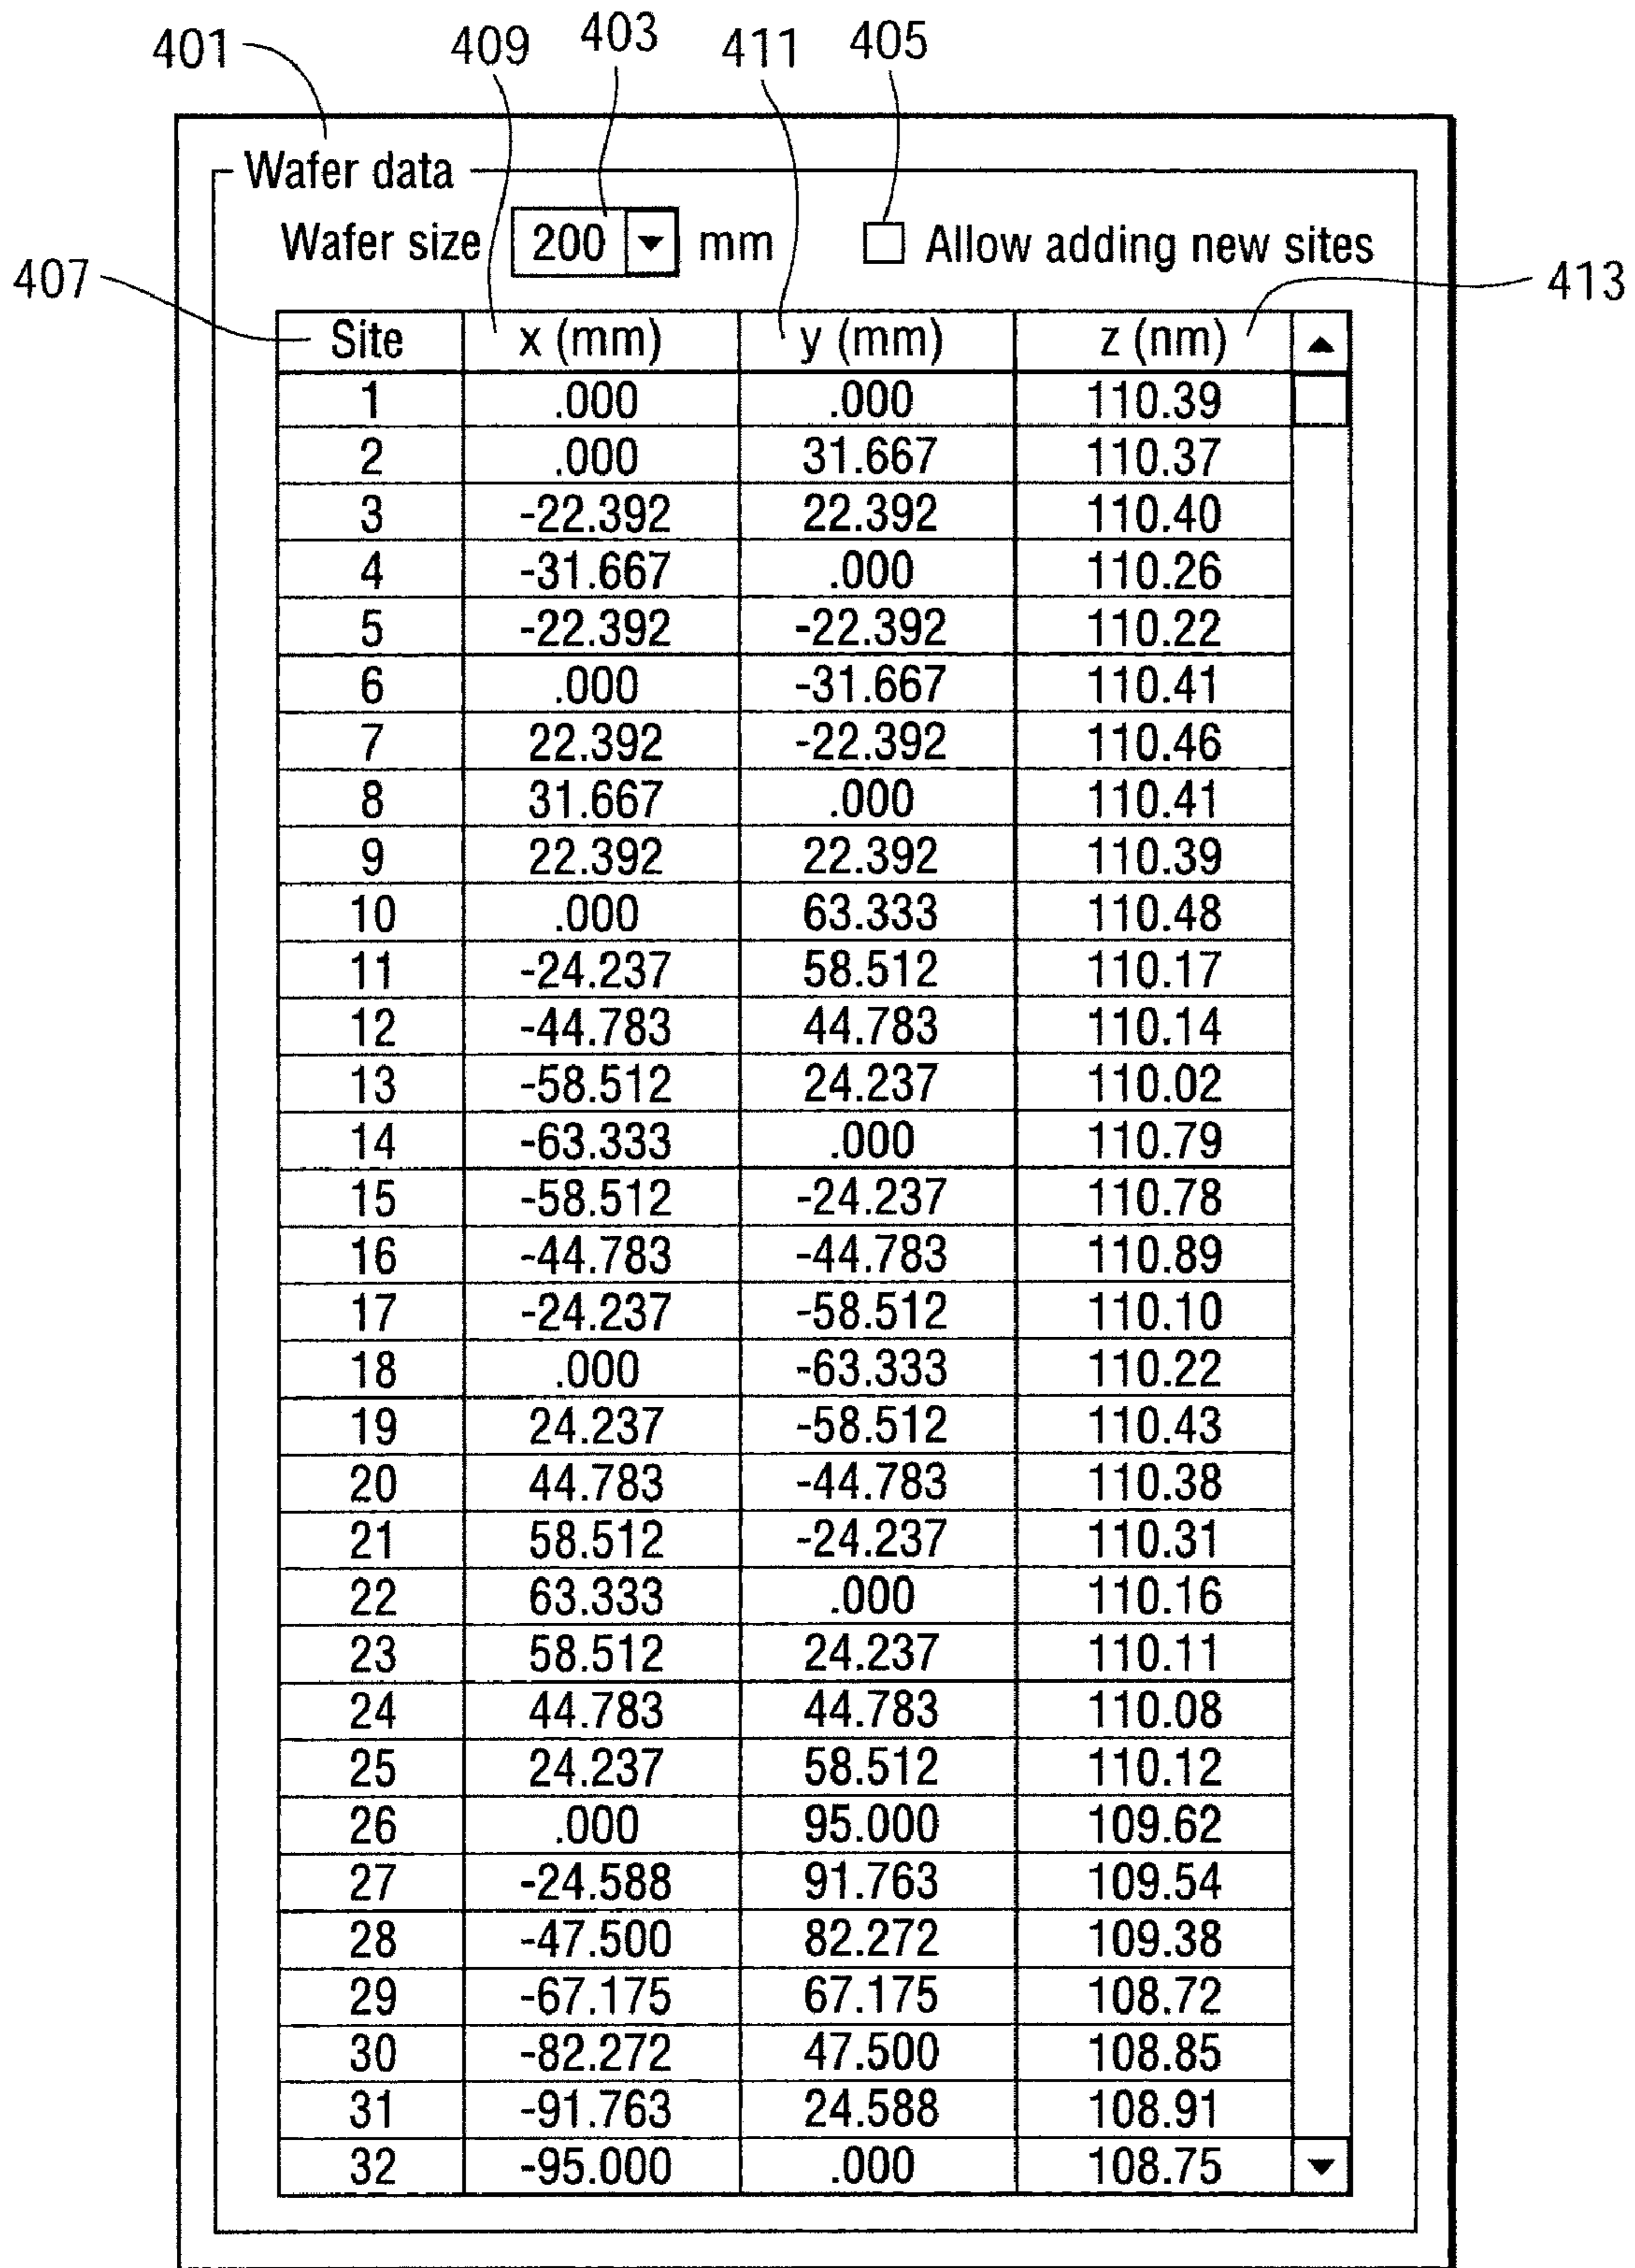 401 409 403 411 405
Wafer data
Wafer size 200 mm Allow adding new sites
407 413
Site x (mm) y (mm) z (nm)
1 .000 .000 110.39
2 .000 31.667 110.37
3 -22.392 22.392 110.40
4 -31.667 .000 110.26
5 -22.392 -22.392 110.22
6 .000 -31.667 110.41
7 22.392 -22.392 110.46
8 31.667 .000 110.41
9 22.392 22.392 110.39
10 .000 63.333 110.48
11 -24.237 58.512 110.17
12 -44.783 44.783 110.14
13 -58.512 24.237 110.02
14 -63.333 .000 110.79
15 -58.512 -24.237 110.78
16 -44.783 -44.783 110.89
17 -24.237 -58.512 110.10
18 .000 -63.333 110.22
19 24.237 -58.512 110.43
20 44.783 -44.783 110.38
21 58.512 -24.237 110.31
22 63.333 .000 110.16
23 58.512 24.237 110.11
24 44.783 44.783 110.08
25 24.237 58.512 110.12
26 .000 95.000 109.62
27 -24.588 91.763 109.54
28 -47.500 82.272 109.38
29 -67.175 67.175 108.72
30 -82.272 47.500 108.85
31 -91.763 24.588 108.91
32 -95.000 .000 108.75